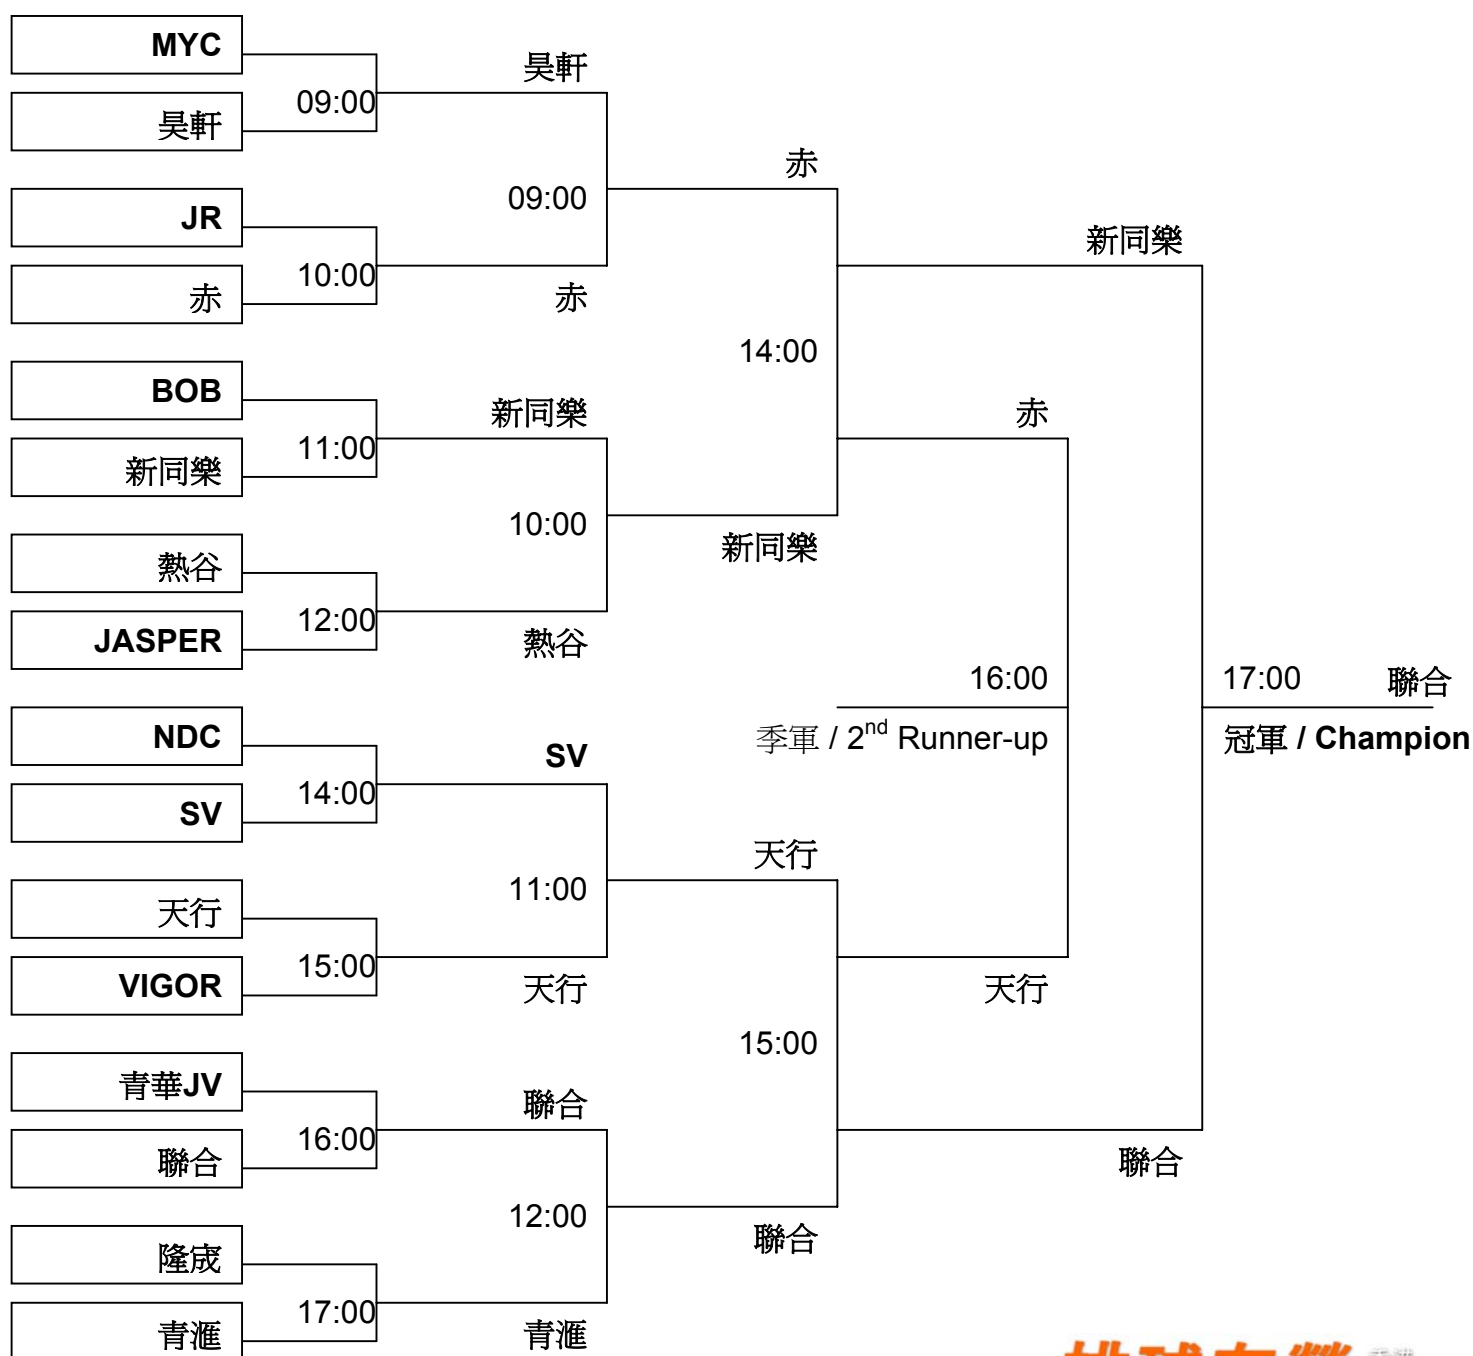 MYC
昊軒
09:00
昊軒
JR
赤
10:00
赤
09:00
赤
BOB
新同樂
11:00
新同樂
熱谷
JASPER
12:00
熱谷
10:00
新同樂
14:00
新同樂
赤
NDC
SV
14:00
SV
天行
VIGOR
15:00
天行
11:00
天行
青華JV
聯合
16:00
聯合
隆宬
青滙
17:00
青滙
12:00
聯合
15:00
天行
聯合
16:00
季軍 / 2nd Runner-up
17:00 聯合
冠軍 / Champion